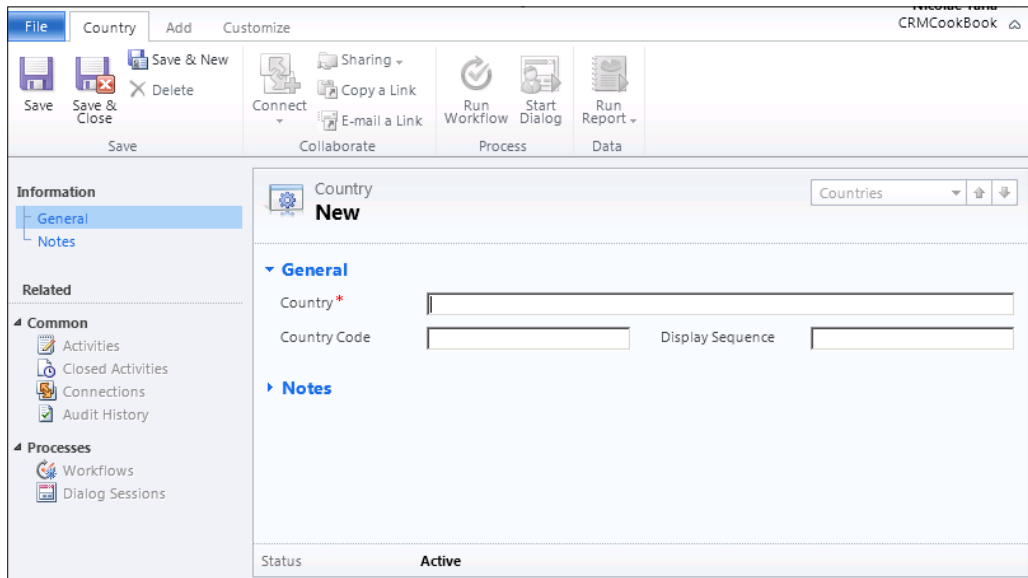 File Country Add Customize
CRMCookBook
Save
Save & Close
Save & New
Delete
Save
Connect
Sharing
Copy a Link
E-mail a Link
Collaborate
Run Workflow
Start Dialog
Process
Run Report
Data
Information
General
Notes
Related
Common
Activities
Closed Activities
Connections
Audit History
Processes
Workflows
Dialog Sessions
Country
New
Countries
General
Country*
Country Code
Display Sequence
Notes
Status Active